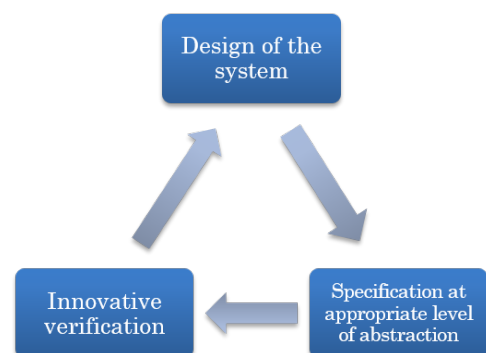 Design of the
system
Innovative
verification
Specification at
appropriate level
of abstraction